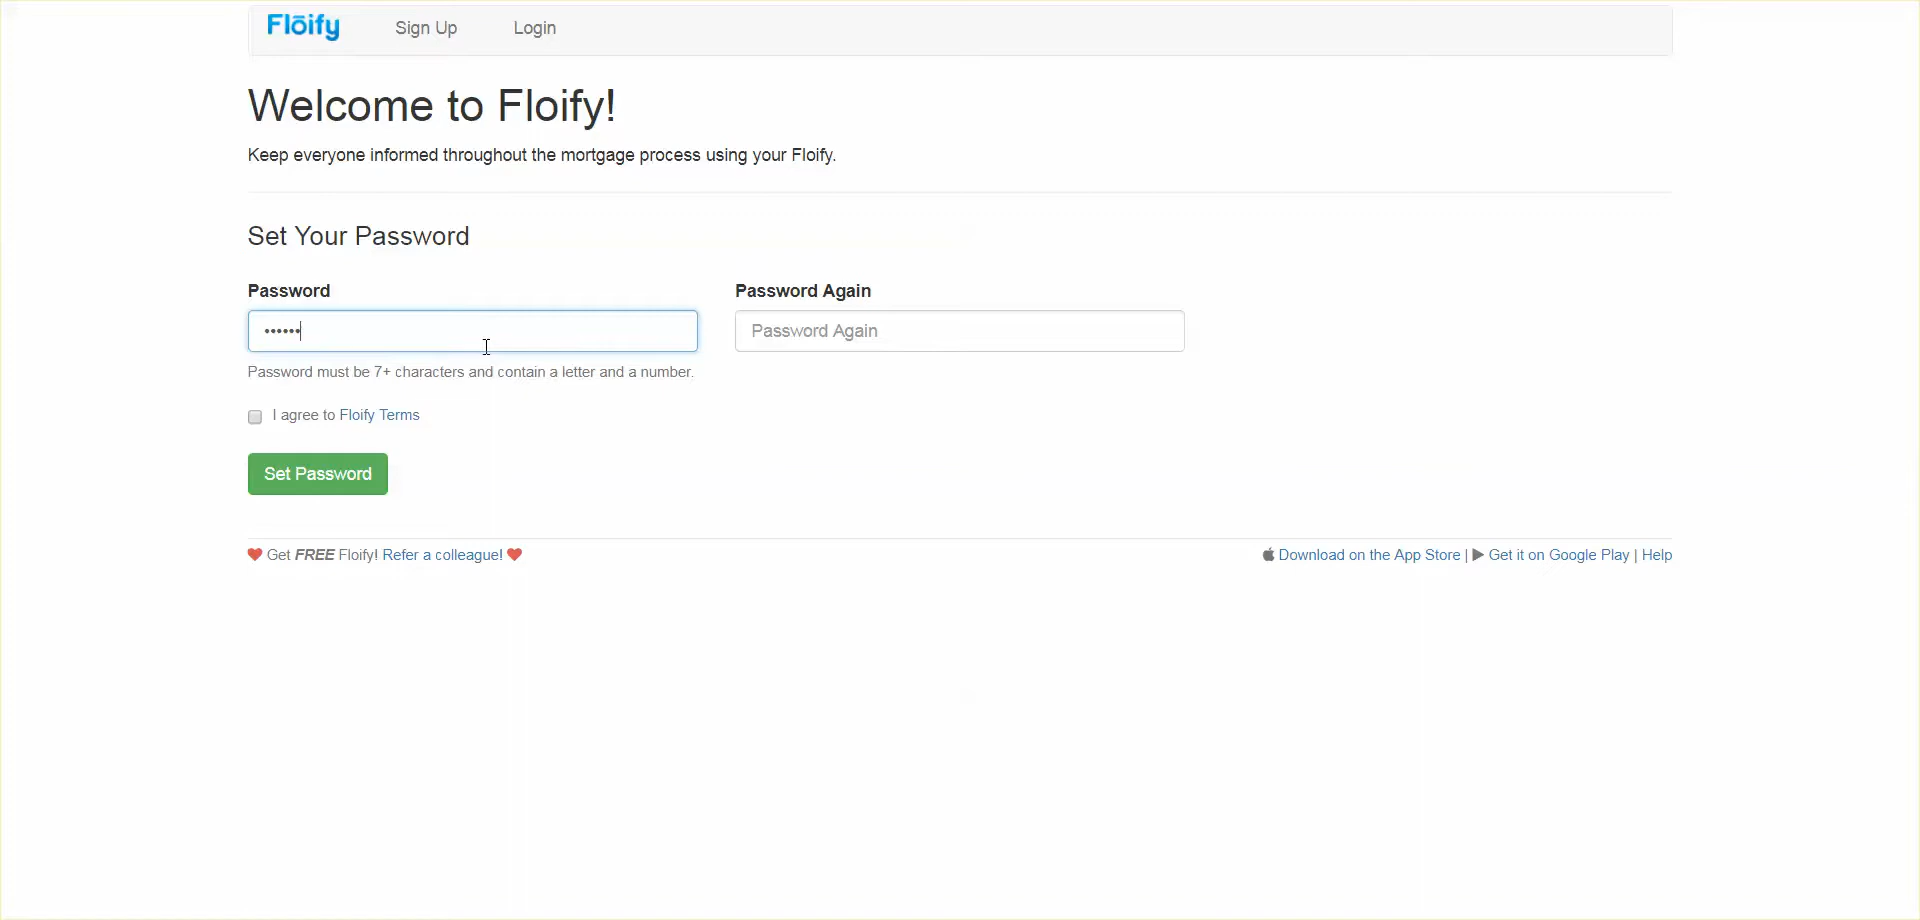 Flōify Sign Up Login
Welcome to Floify!
Keep everyone informed throughout the mortgage process using your Floify.
Set Your Password
Password Password Again
•••••• Password Again
Password must be 7+ characters and contain a letter and a number.
I agree to Floify Terms
Set Password
Get FREE Floify! Refer a colleague! Download on the App Store | Get it on Google Play | Help